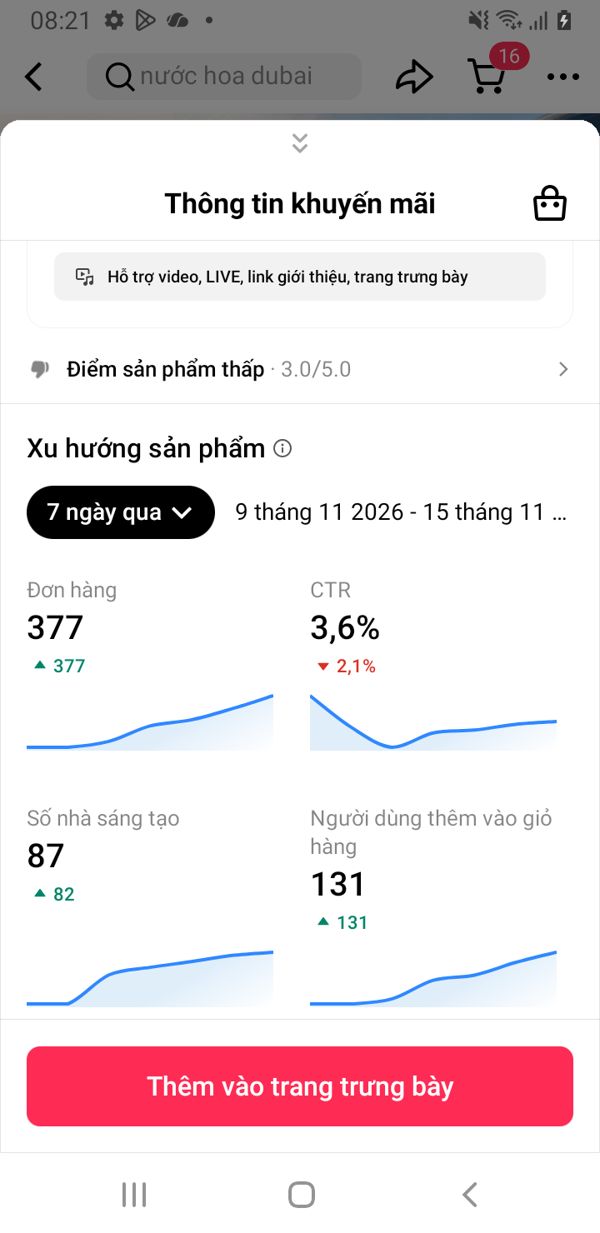 08:21
nước hoa dubai
16
Thông tin khuyến mãi
Hỗ trợ video, LIVE, link giới thiệu, trang trưng bày
Điểm sản phẩm thấp · 3.0/5.0
Xu hướng sản phẩm
7 ngày qua
9 tháng 11 2026 - 15 tháng 11 ...
Đơn hàng
377
377
CTR
3,6%
2,1%
Số nhà sáng tạo
87
82
Người dùng thêm vào giỏ
hàng
131
131
Thêm vào trang trưng bày